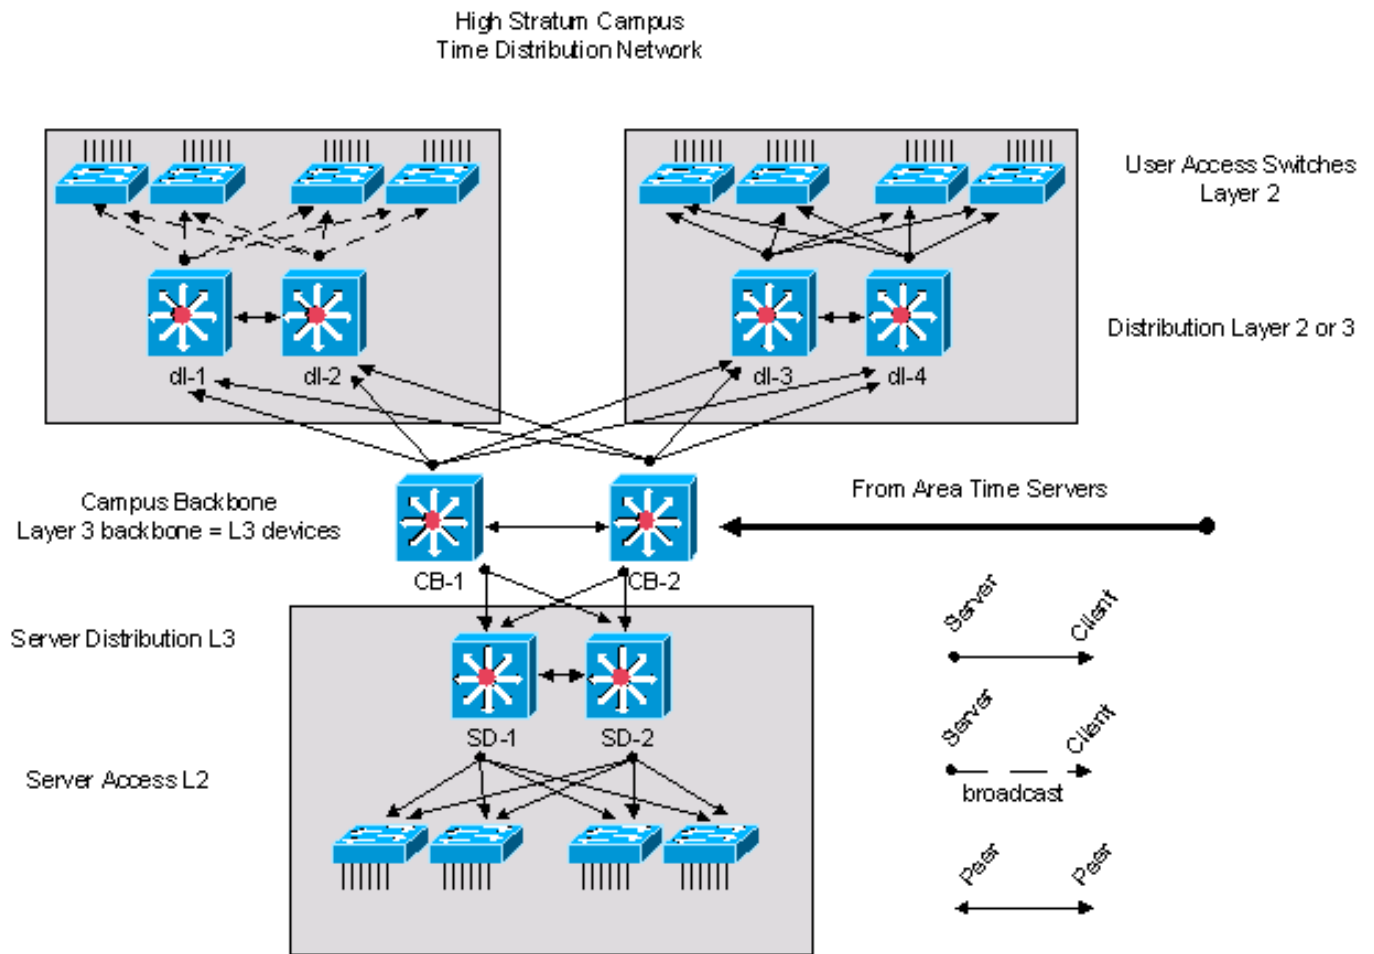 High Stratum Campus
Time Distribution Network
User Access Switches
Layer 2
Distribution Layer 2 or 3
dl-1
dl-2
dl-3
dl-4
Campus Backbone
Layer 3 backbone = L3 devices
From Area Time Servers
CB-1
CB-2
Server Distribution L3
Server
Client
SD-1
SD-2
Server Access L2
Server
Client
broadcast
Peer
Peer